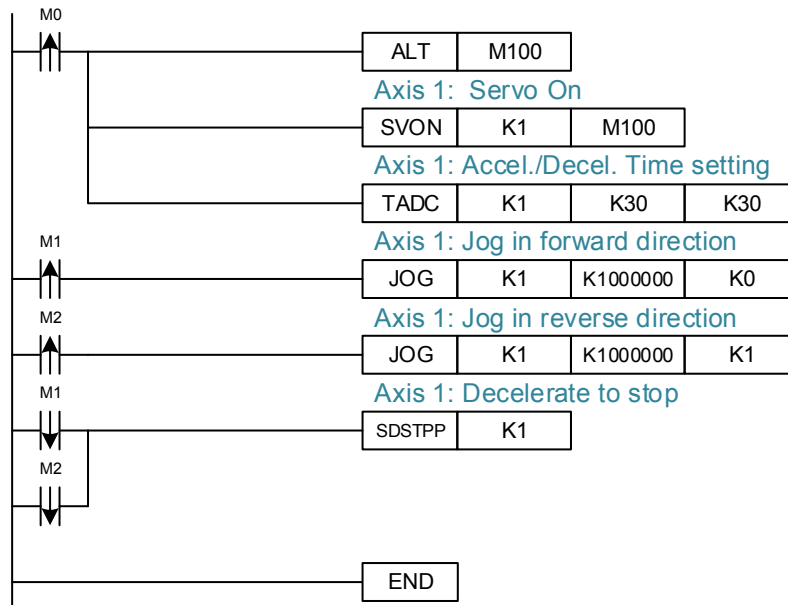 M0
ALT M100
Axis 1: Servo On
SVON K1 M100
Axis 1: Accel./Decel. Time setting
TADC K1 K30 K30
M1
Axis 1: Jog in forward direction
JOG K1 K1000000 K0
M2
Axis 1: Jog in reverse direction
JOG K1 K1000000 K1
M1
Axis 1: Decelerate to stop
SDSTPP K1
M2
END